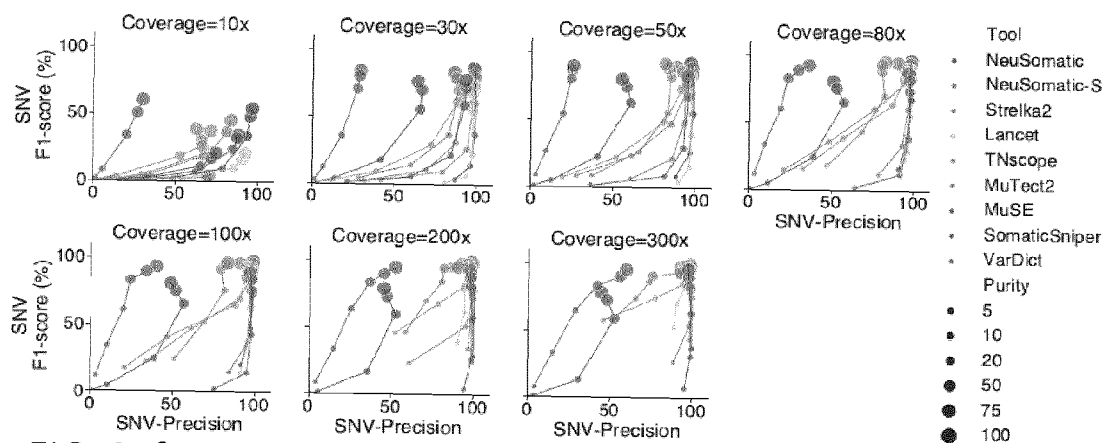 Coverage=10x
Coverage=30x
Coverage=50x
Coverage=80x
SNV
F1-score (%)
100
50
0
0 50 100
0 50 100
0 50 100
0 50 100
SNV-Precision
Coverage=100x
Coverage=200x
Coverage=300x
SNV
F1-score (%)
100
50
0
0 50 100
0 50 100
0 50 100
SNV-Precision
SNV-Precision
SNV-Precision
Tool
NeuSomatic
NeuSomatic-S
Strelka2
Lancet
TNscope
MuTect2
MuSE
SomaticSniper
VarDict
Purity
5
10
20
50
75
100